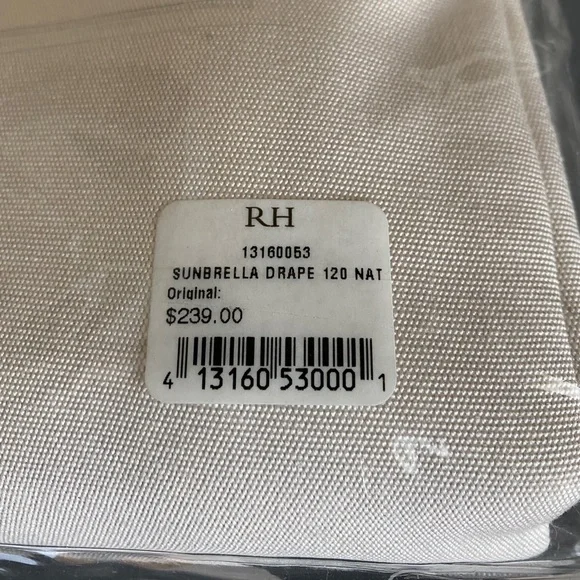 RH
13160053
SUNBRELLA DRAPE 120 NAT
Original:
$239.00
4 13160 53000 1